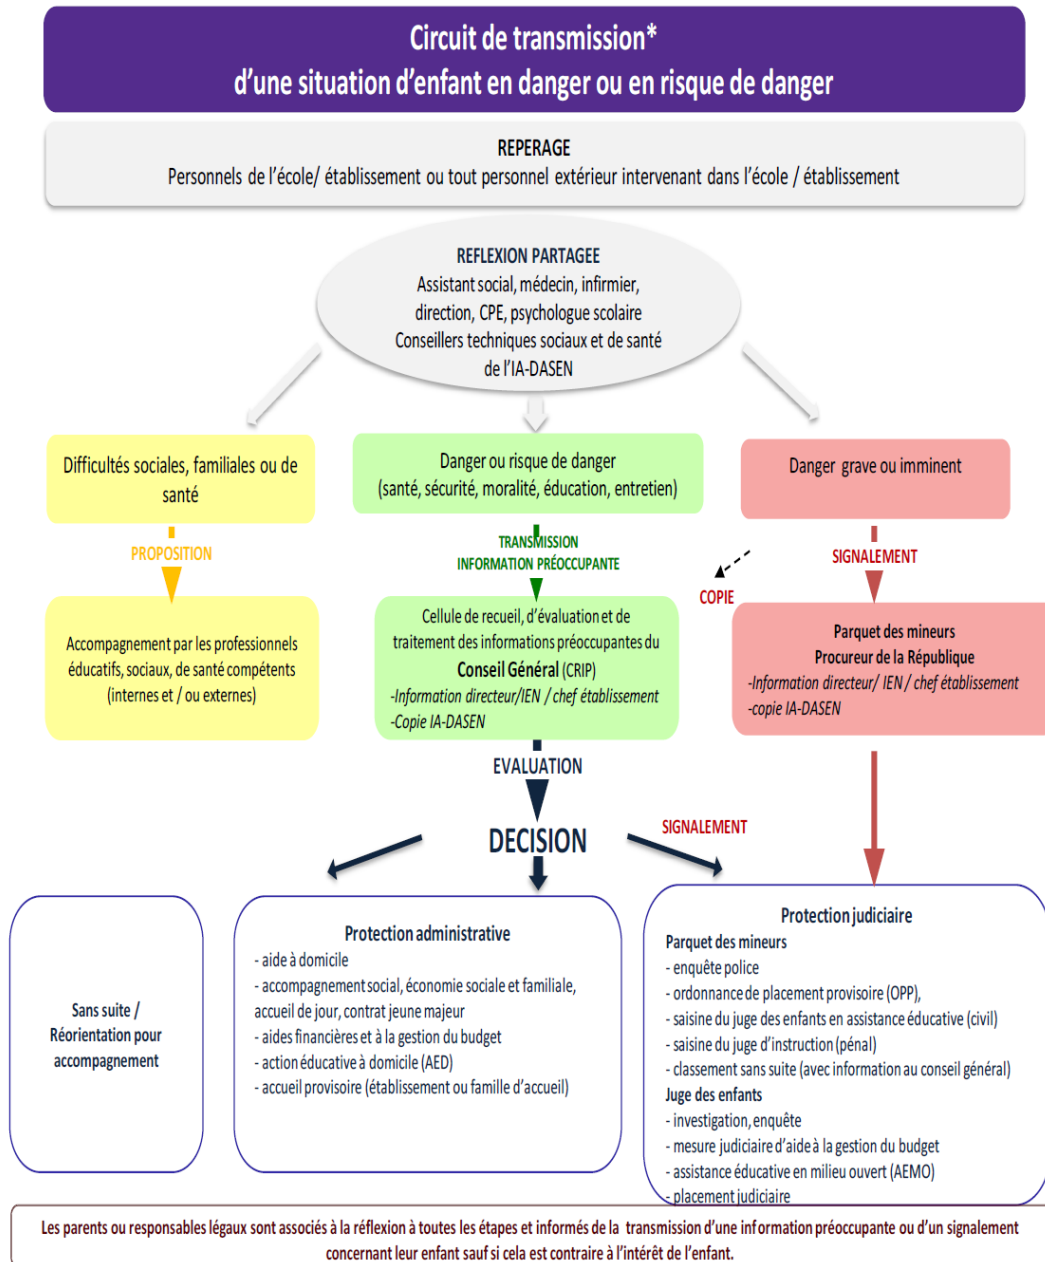 Circuit de transmission*
d’une situation d’enfant en danger ou en risque de danger
REPERAGE
Personnels de l’école/ établissement ou tout personnel extérieur intervenant dans l’école / établissement
REFLEXION PARTAGEE
Assistant social, médecin, infirmier,
direction, CPE, psychologue scolaire
Conseillers techniques sociaux et de santé
de l’IA-DASEN
Difficultés sociales, familiales ou de
santé
PROPOSITION
Accompagnement par les professionnels
éducatifs, sociaux, de santé compétents
(internes et / ou externes)
Danger ou risque de danger
(santé, sécurité, moralité, éducation, entretien)
TRANSMISSION
INFORMATION PRÉOCCUPANTE
Cellule de recueil, d’évaluation et de
traitement des informations préoccupantes du
Conseil Général (CRIP)
-Information directeur/IEN / chef établissement
-Copie IA-DASEN
Danger grave ou imminent
SIGNALEMENT
COPIE
Parquet des mineurs
Procureur de la République
-Information directeur/ IEN / chef établissement
-copie IA-DASEN
EVALUATION
DECISION
SIGNALEMENT
Sans suite /
Réorientation pour
accompagnement
Protection administrative
- aide à domicile
- accompagnement social, économie sociale et familiale,
accueil de jour, contrat jeune majeur
- aides financières et à la gestion du budget
- action éducative à domicile (AED)
- accueil provisoire (établissement ou famille d’accueil)
Protection judiciaire
Parquet des mineurs
- enquête police
- ordonnance de placement provisoire (OPP),
- saisine du juge des enfants en assistance éducative (civil)
- saisine du juge d’instruction (pénal)
- classement sans suite (avec information au conseil général)
Juge des enfants
- investigation, enquête
- mesure judiciaire d’aide à la gestion du budget
- assistance éducative en milieu ouvert (AEMO)
- placement judiciaire
Les parents ou responsables légaux sont associés à la réflexion à toutes les étapes et informés de la transmission d’une information préoccupante ou d’un signalement
concernant leur enfant sauf si cela est contraire à l’intérêt de l’enfant.